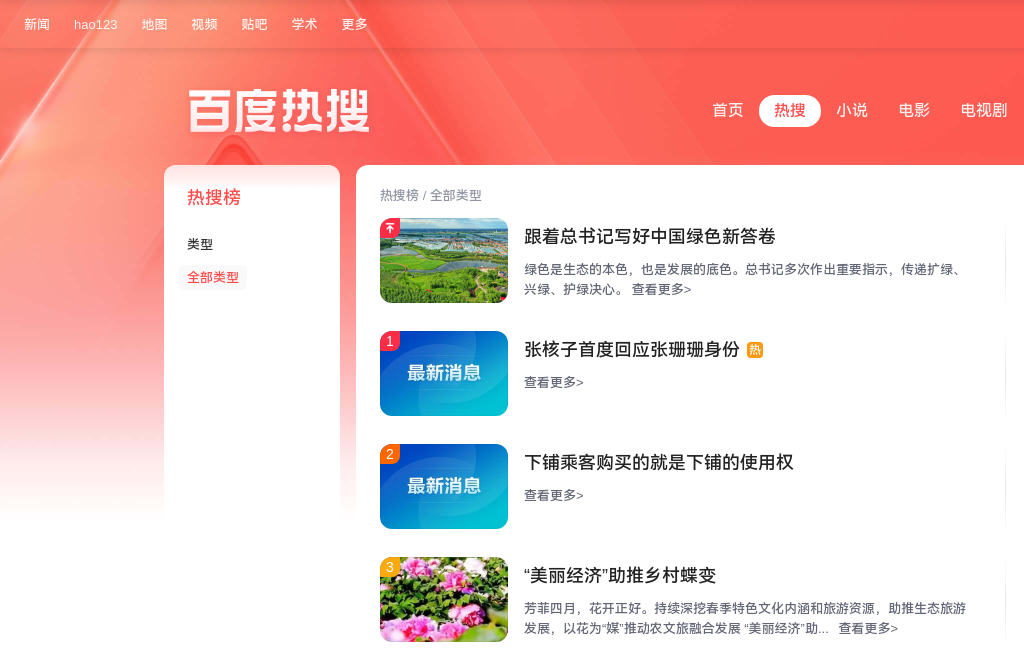 新闻 hao123 地图 视频 贴吧 学术 更多
百度热搜
首页 热搜 小说 电影 电视剧
热搜榜
类型
全部类型
热搜榜 / 全部类型
跟着总书记写好中国绿色新答卷
绿色是生态的本色，也是发展的底色。总书记多次作出重要指示，传递扩绿、
兴绿、护绿决心。 查看更多>
1
最新消息
张核子首度回应张珊珊身份 热
查看更多>
2
最新消息
下铺乘客购买的就是下铺的使用权
查看更多>
3
“美丽经济”助推乡村蝶变
芳菲四月，花开正好。持续深挖春季特色文化内涵和旅游资源，助推生态旅游
发展，以花为“媒”推动农文旅融合发展 “美丽经济”助... 查看更多>